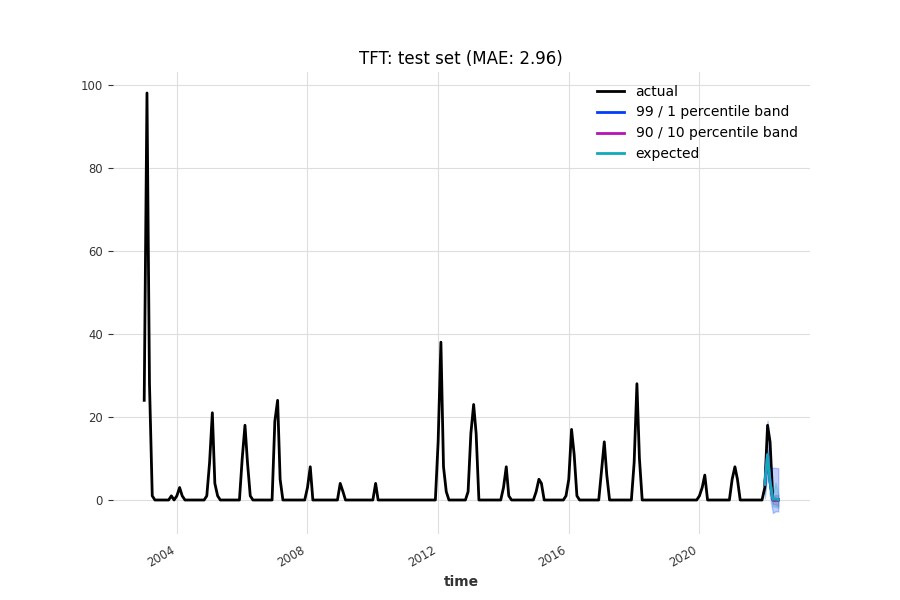 TFT: test set (MAE: 2.96)
actual
99 / 1 percentile band
90 / 10 percentile band
expected
100
80
60
40
20
0
2004
2008
2012
2016
2020
time